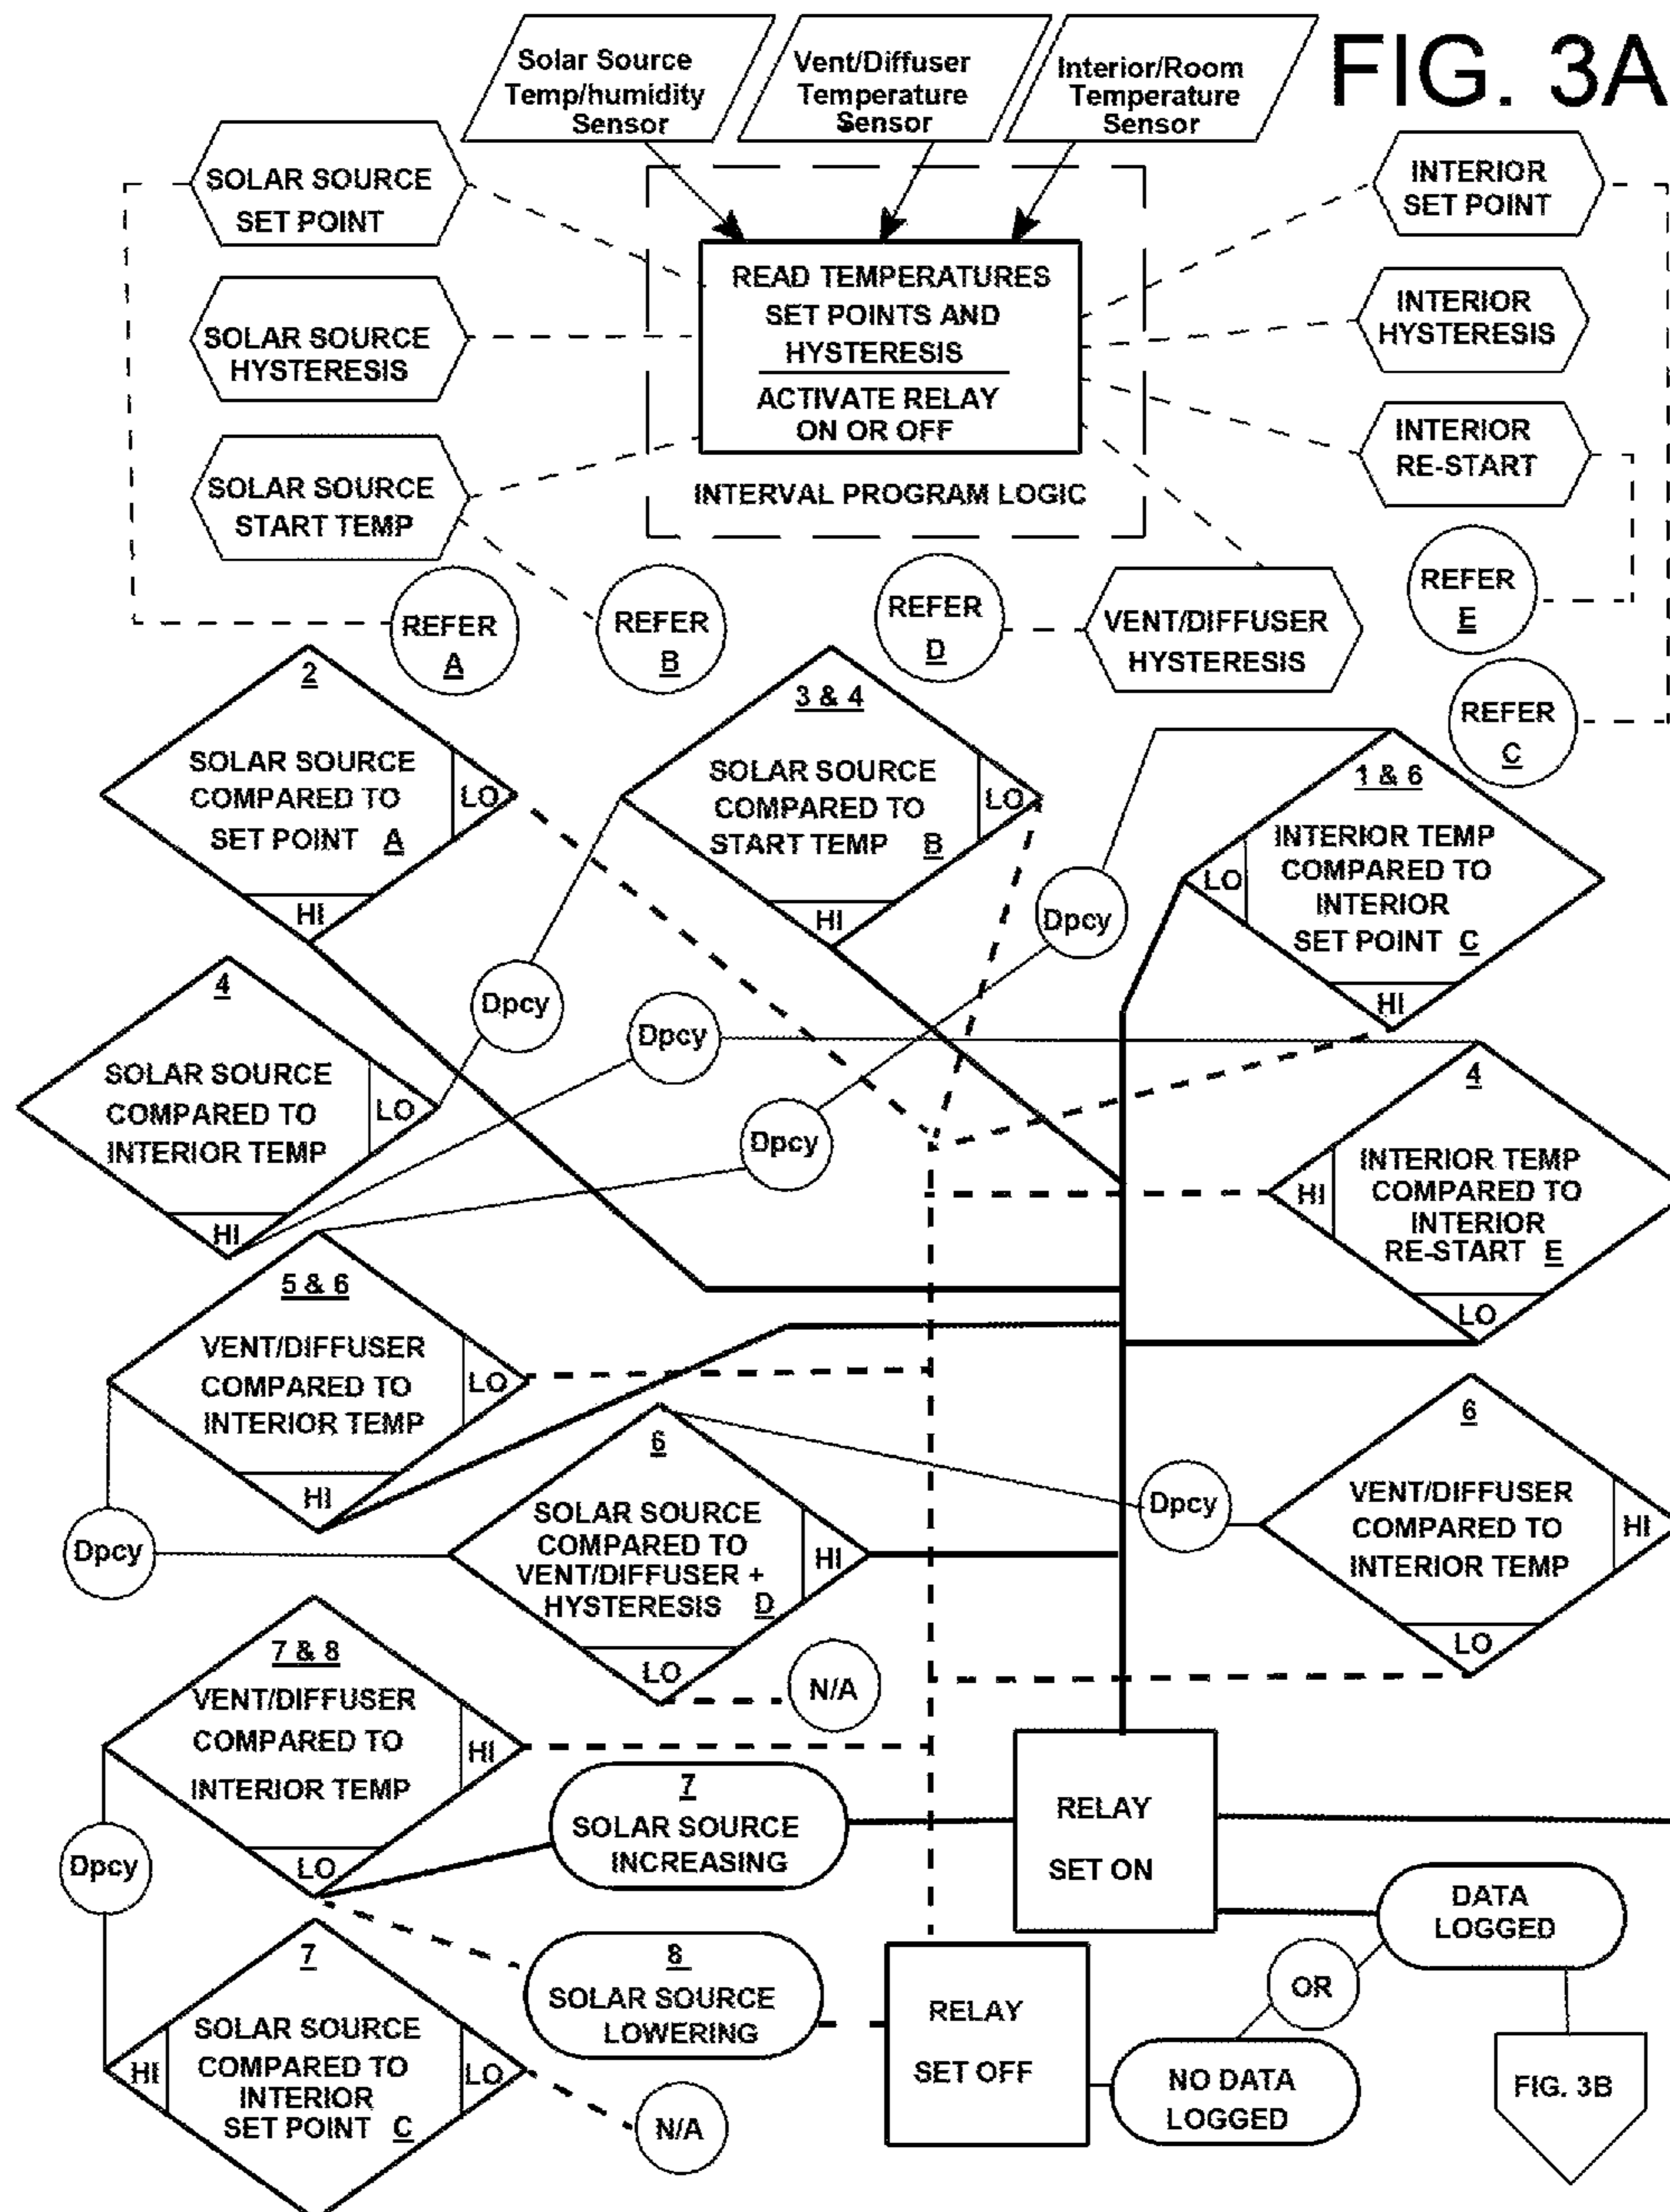 FIG. 3A
Solar Source
Temp/humidity
Sensor
Vent/Diffuser
Temperature
Sensor
Interior/Room
Temperature
Sensor
SOLAR SOURCE
SET POINT
SOLAR SOURCE
HYSTERESIS
SOLAR SOURCE
START TEMP
READ TEMPERATURES
SET POINTS AND
HYSTERESIS
ACTIVATE RELAY
ON OR OFF
INTERVAL PROGRAM LOGIC
INTERIOR
SET POINT
INTERIOR
HYSTERESIS
INTERIOR
RE-START
REFER
A
REFER
B
REFER
D
VENT/DIFFUSER
HYSTERESIS
REFER
E
REFER
C
2
SOLAR SOURCE
COMPARED TO
SET POINT A
LO
HI
3 & 4
SOLAR SOURCE
COMPARED TO
START TEMP B
LO
HI
Dpcy
1 & 6
INTERIOR TEMP
COMPARED TO
INTERIOR
SET POINT C
LO
HI
4
SOLAR SOURCE
COMPARED TO
INTERIOR TEMP
LO
HI
Dpcy
Dpcy
Dpcy
4
INTERIOR TEMP
COMPARED TO
INTERIOR
RE-START E
HI
LO
5 & 6
VENT/DIFFUSER
COMPARED TO
INTERIOR TEMP
LO
HI
Dpcy
6
SOLAR SOURCE
COMPARED TO
VENT/DIFFUSER +
HYSTERESIS D
HI
LO
N/A
Dpcy
6
VENT/DIFFUSER
COMPARED TO
INTERIOR TEMP
HI
LO
7 & 8
VENT/DIFFUSER
COMPARED TO
INTERIOR TEMP
HI
LO
Dpcy
7
SOLAR SOURCE
INCREASING
RELAY
SET ON
DATA
LOGGED
OR
7
SOLAR SOURCE
COMPARED TO
INTERIOR
SET POINT C
HI
LO
N/A
8
SOLAR SOURCE
LOWERING
RELAY
SET OFF
NO DATA
LOGGED
FIG. 3B